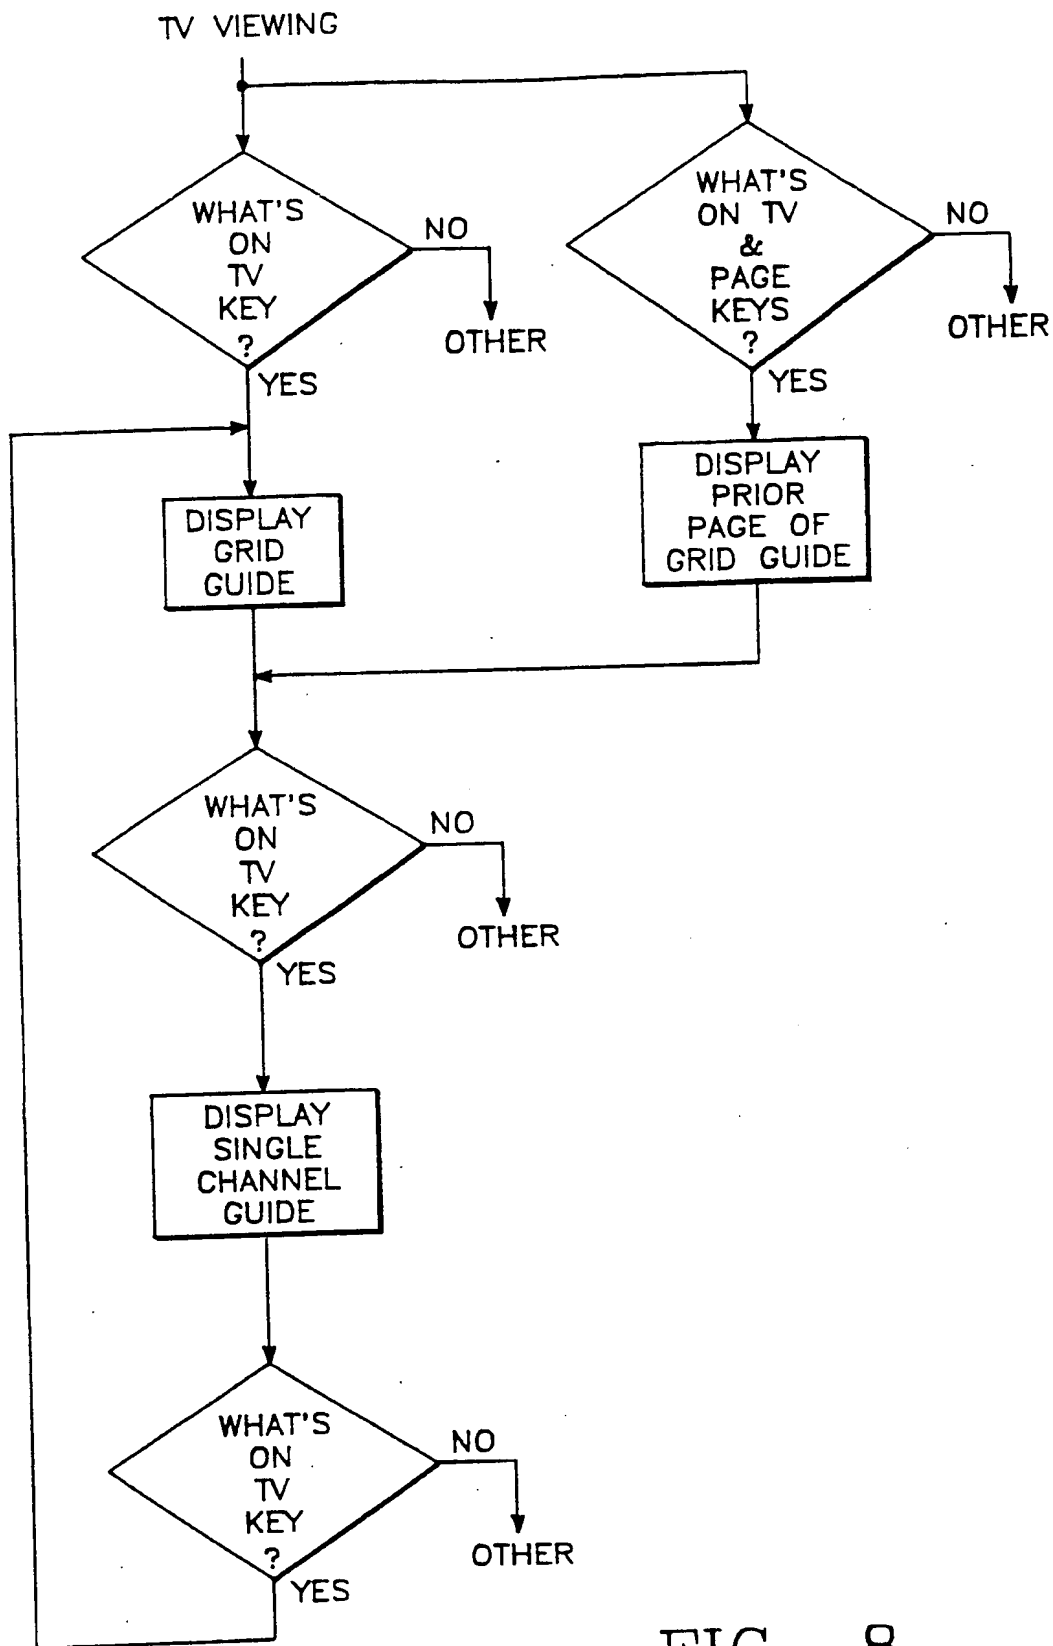 TV VIEWING
WHAT'S
ON
TV
KEY
?
NO
OTHER
YES
WHAT'S
ON TV
&
PAGE
KEYS
?
NO
OTHER
YES
DISPLAY
GRID
GUIDE
DISPLAY
PRIOR
PAGE OF
GRID GUIDE
WHAT'S
ON
TV
KEY
?
NO
OTHER
YES
DISPLAY
SINGLE
CHANNEL
GUIDE
WHAT'S
ON
TV
KEY
?
NO
OTHER
YES
FIG. 8